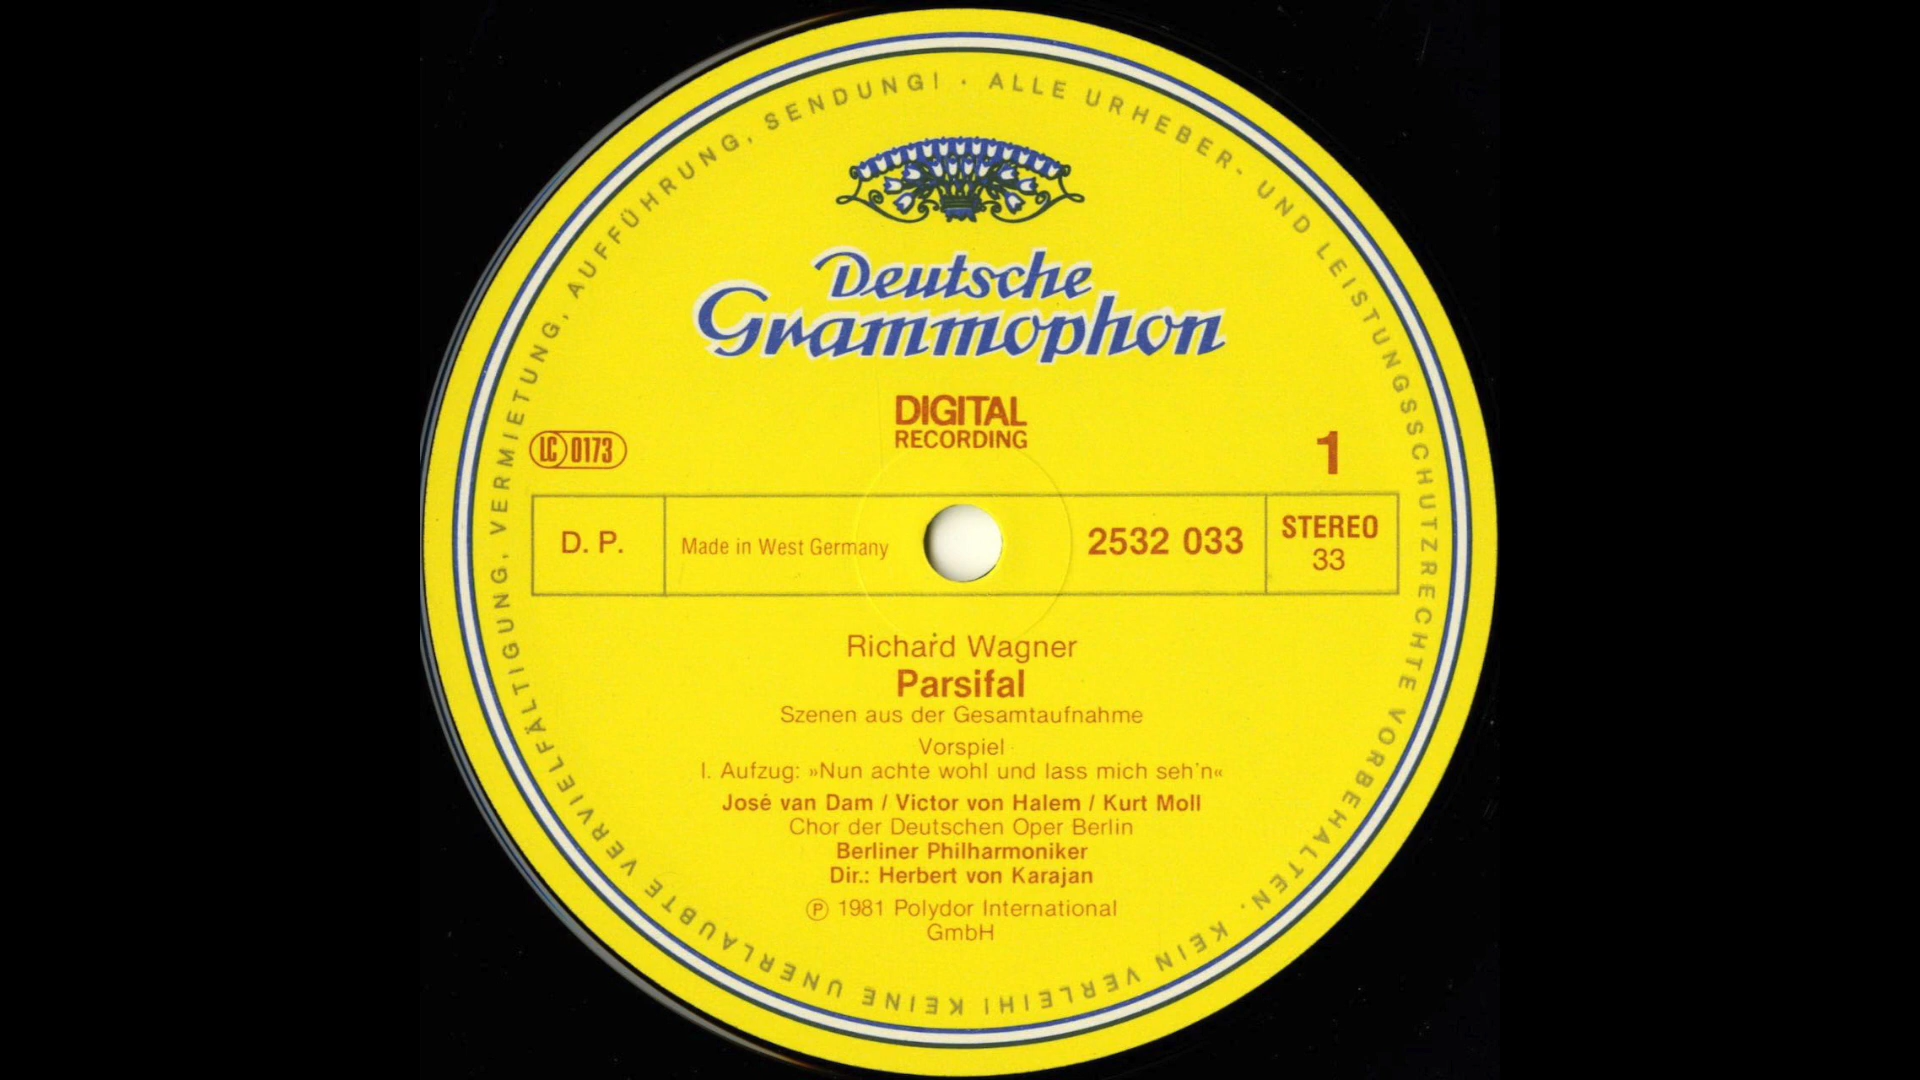 ALLE URHEBER- UND LEISTUNGSSCHUTZRECHTE VORBEHALTEN. KEIN VERLEIH! KEINE UNERLAUBTE VERVIELFÄLTIGUNG, VERMIETUNG, AUFFÜHRUNG, SENDUNG! ·
Deutsche
Grammophon
DIGITAL
RECORDING
LC 0173
1
D. P.
Made in West Germany
2532 033
STEREO
33
Richard Wagner
Parsifal
Szenen aus der Gesamtaufnahme
Vorspiel
I. Aufzug: »Nun achte wohl und lass mich seh'n«
José van Dam / Victor von Halem / Kurt Moll
Chor der Deutschen Oper Berlin
Berliner Philharmoniker
Dir.: Herbert von Karajan
℗ 1981 Polydor International
GmbH